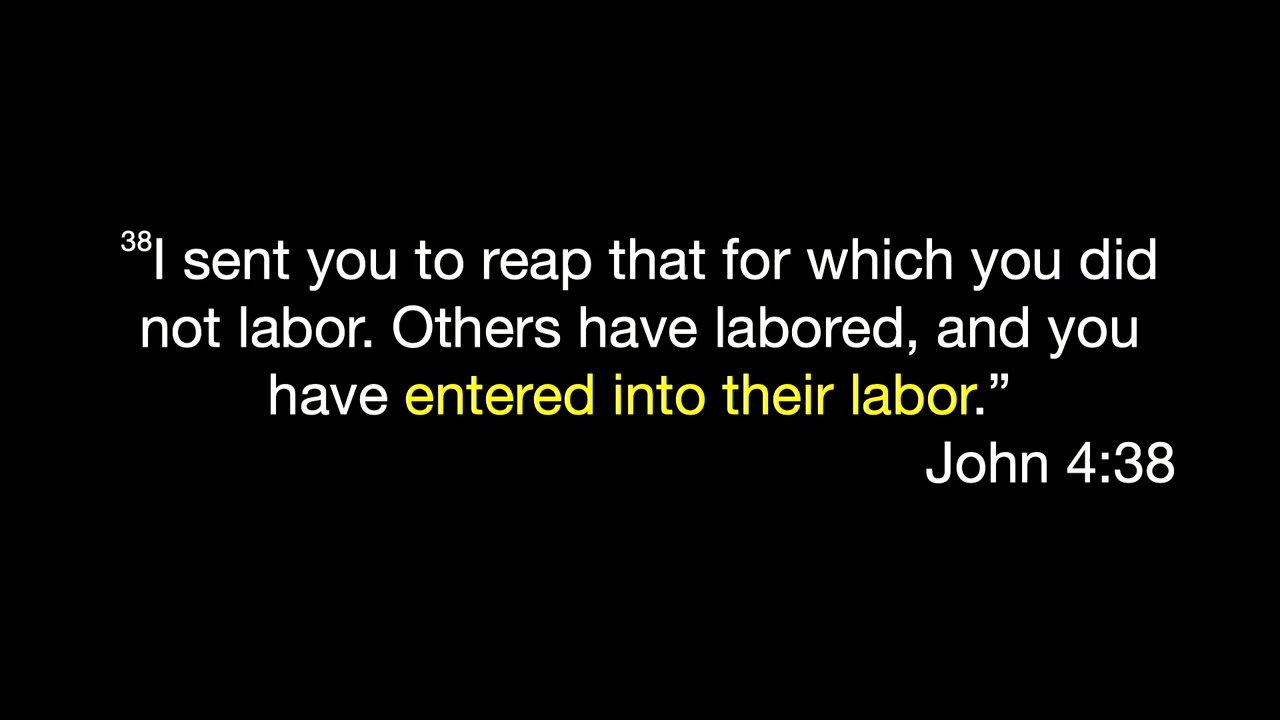 ³⁸I sent you to reap that for which you did
not labor. Others have labored, and you
have entered into their labor.”
John 4:38